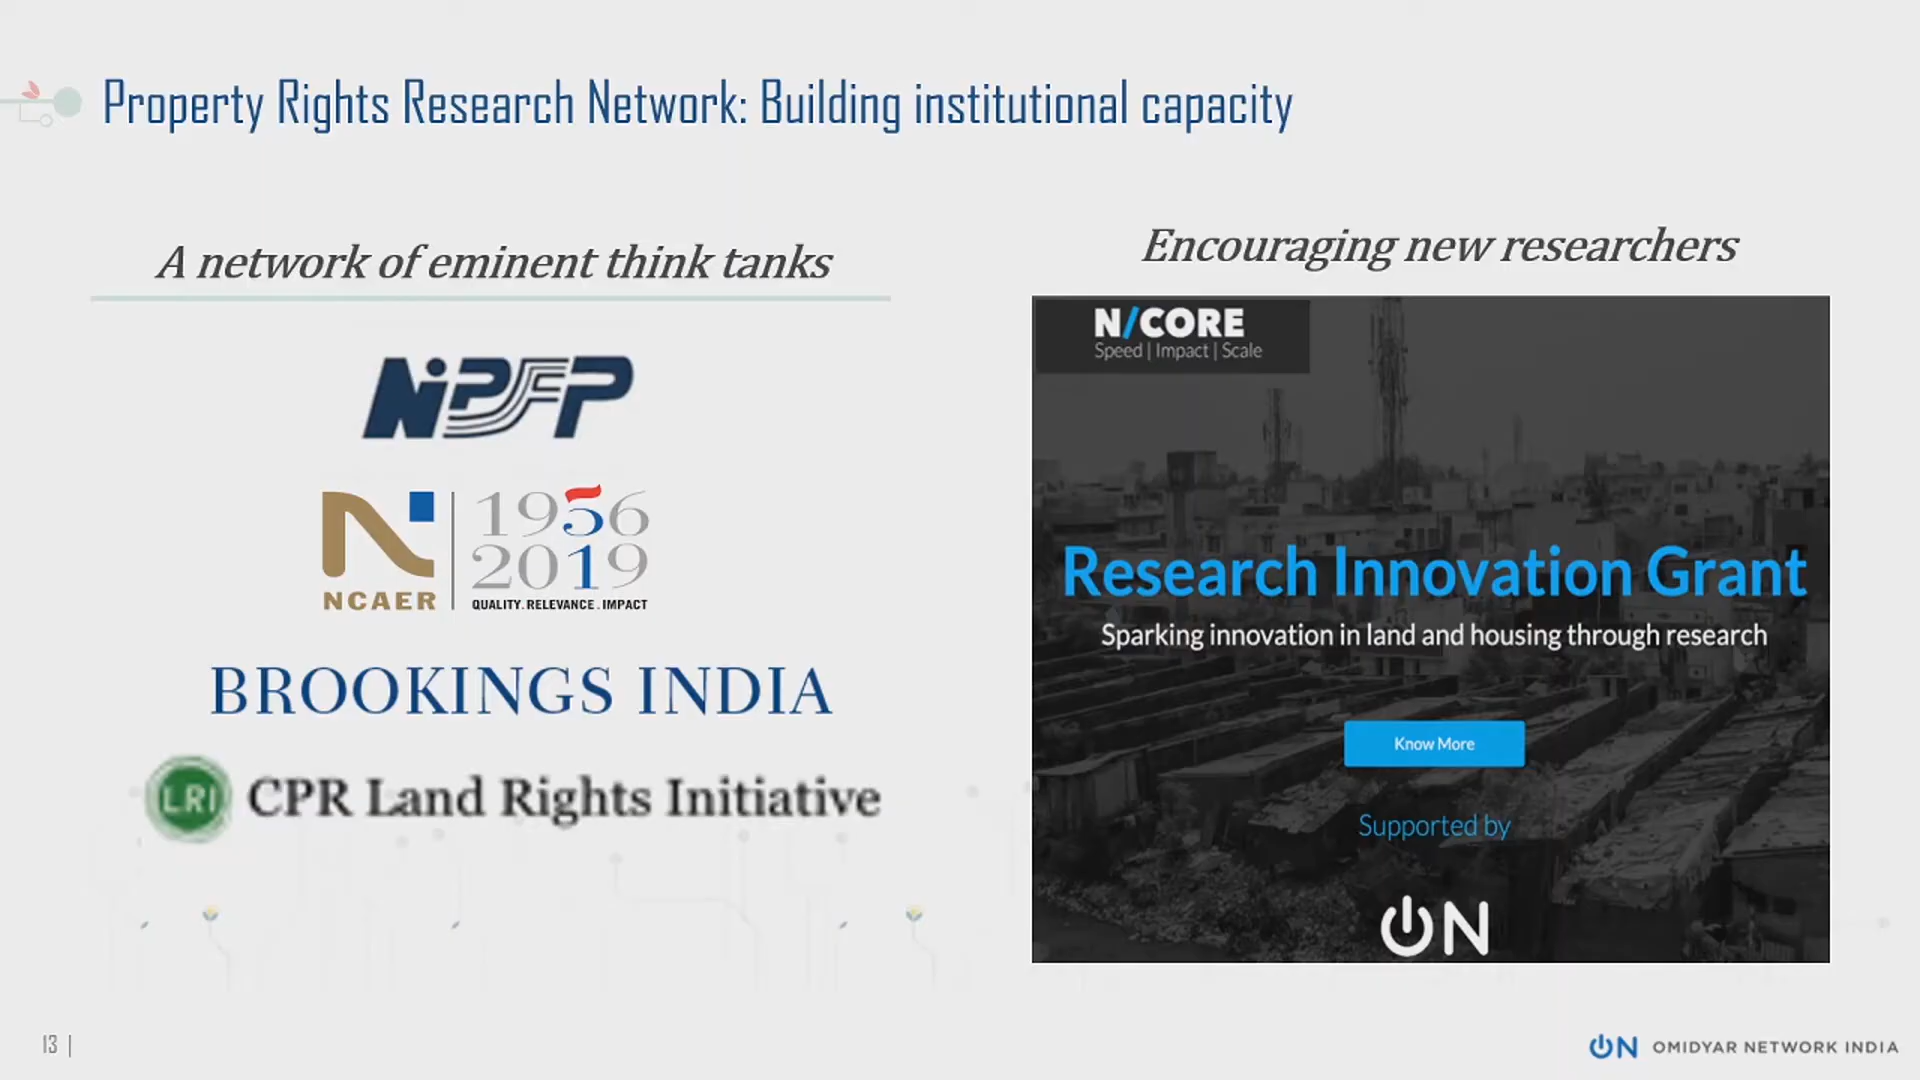 Property Rights Research Network: Building institutional capacity
A network of eminent think tanks
NIPFP
NCAER
1956
2019
QUALITY. RELEVANCE. IMPACT
BROOKINGS INDIA
LRI CPR Land Rights Initiative
Encouraging new researchers
N/CORE
Speed | Impact | Scale
Research Innovation Grant
Sparking innovation in land and housing through research
Know More
Supported by
ON
13 |
ON OMIDYAR NETWORK INDIA